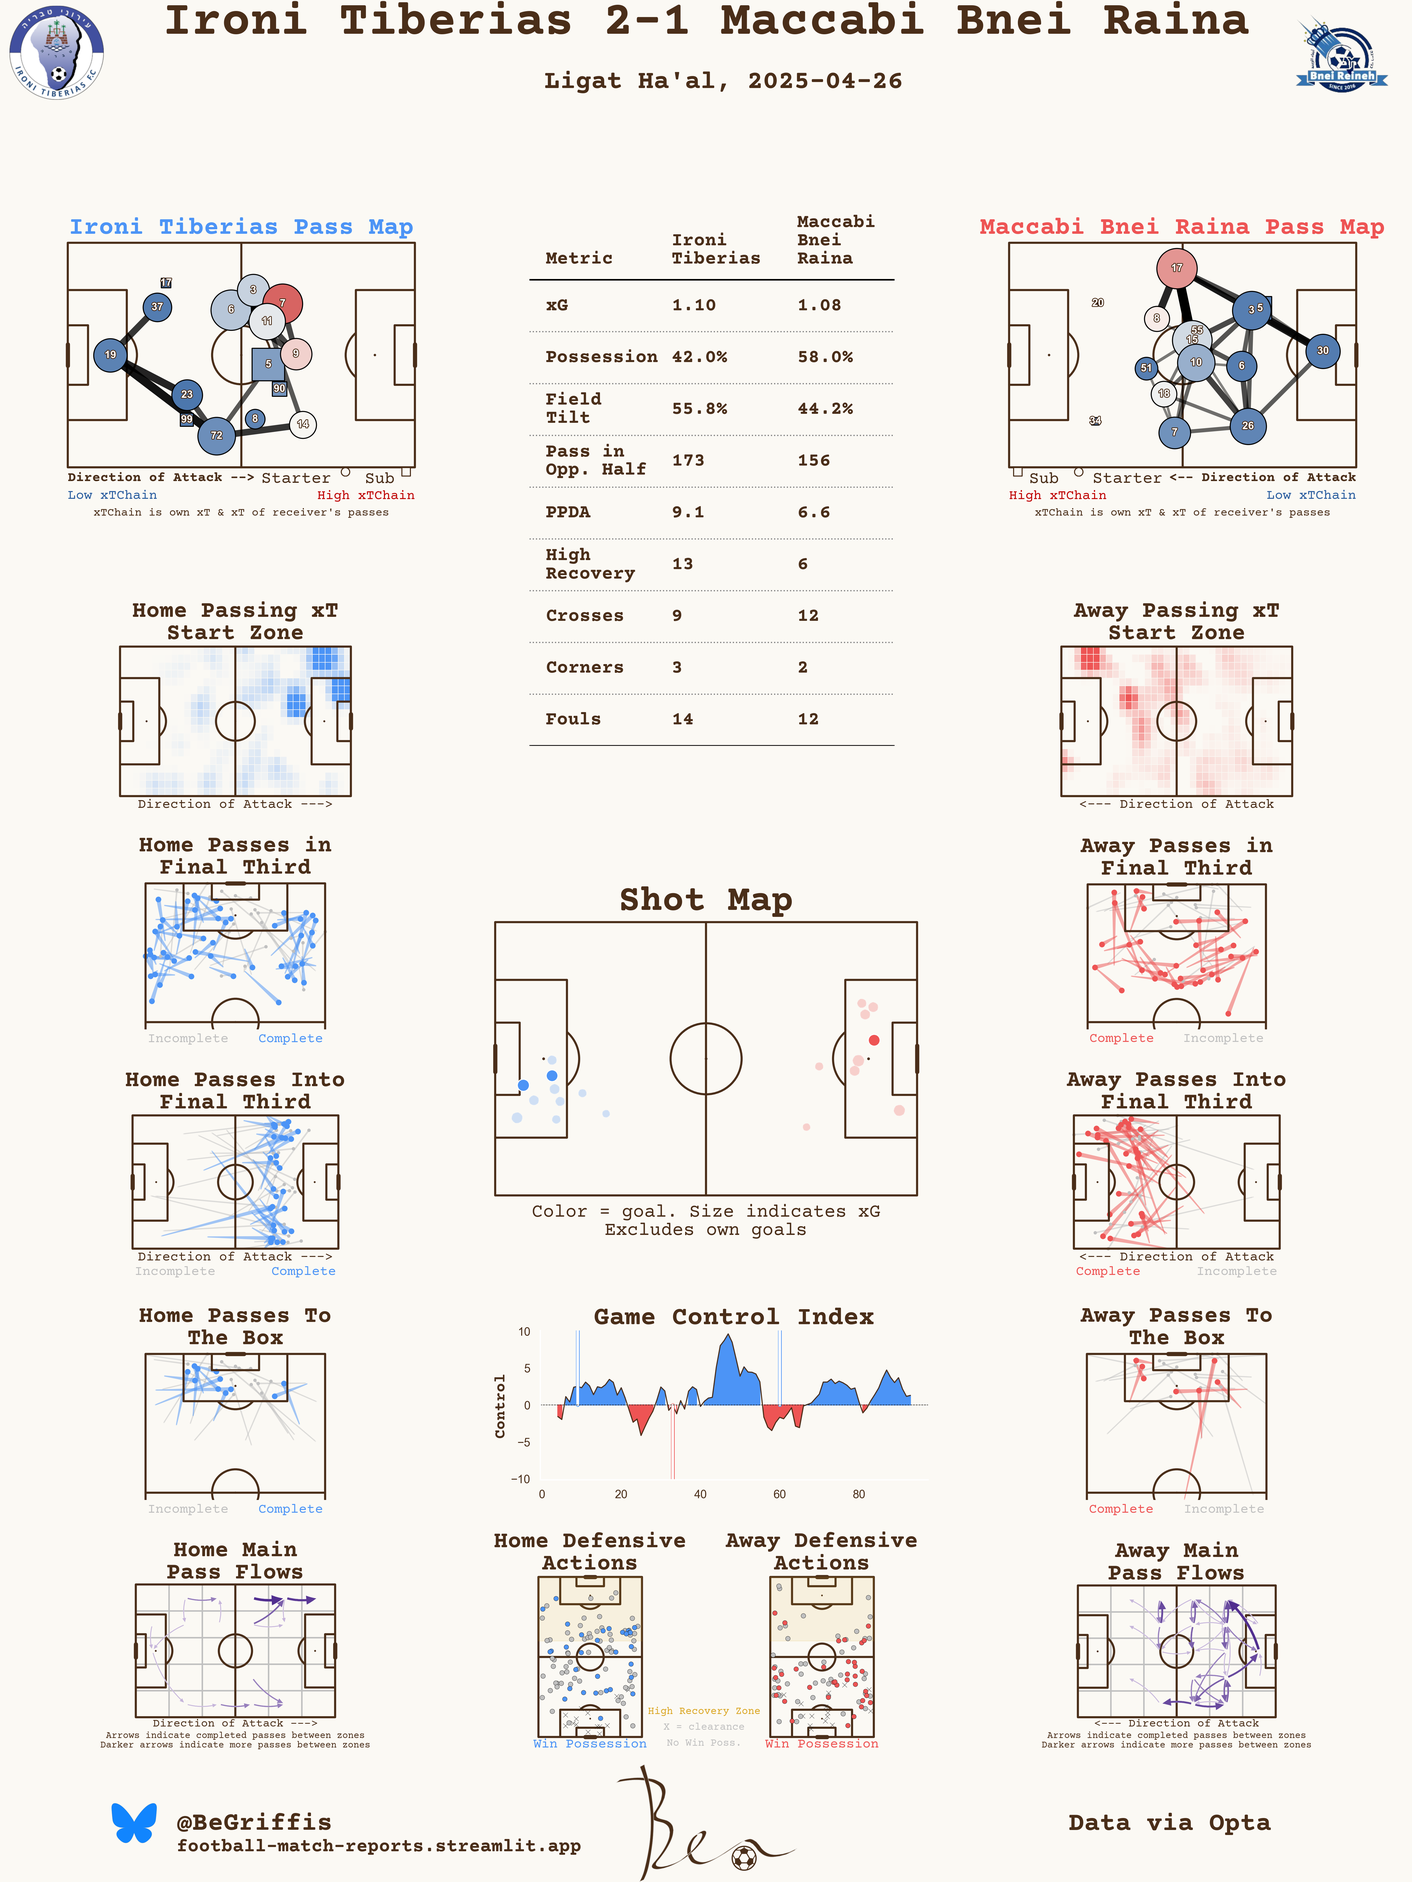 Ironi Tiberias 2-1 Maccabi Bnei Raina
Ligat Ha'al, 2025-04-26
עירוני טבריה
IRONI TIBERIAS F.C
Bnei Reineh
SINCE 2016
Ironi Tiberias Pass Map
17
37
3
6
7
11
19
9
5
90
23
99
8
72
14
Direction of Attack --> Starter Sub
Low xTChain High xTChain
xTChain is own xT & xT of receiver's passes
Metric Ironi Tiberias Maccabi Bnei Raina
xG 1.10 1.08
Possession 42.0% 58.0%
Field Tilt 55.8% 44.2%
Pass in Opp. Half 173 156
PPDA 9.1 6.6
High Recovery 13 6
Crosses 9 12
Corners 3 2
Fouls 14 12
Maccabi Bnei Raina Pass Map
17
20
3
5
8
55
15
30
51
10
6
18
34
7
26
Sub Starter <-- Direction of Attack
High xTChain Low xTChain
xTChain is own xT & xT of receiver's passes
Home Passing xT
Start Zone
Direction of Attack --->
Away Passing xT
Start Zone
<--- Direction of Attack
Home Passes in
Final Third
Incomplete Complete
Away Passes in
Final Third
Complete Incomplete
Shot Map
Color = goal. Size indicates xG
Excludes own goals
Home Passes Into
Final Third
Direction of Attack --->
Incomplete Complete
Away Passes Into
Final Third
<--- Direction of Attack
Complete Incomplete
Home Passes To
The Box
Incomplete Complete
Game Control Index
Control
10
5
0
−5
−10
0 20 40 60 80
Away Passes To
The Box
Complete Incomplete
Home Main
Pass Flows
Direction of Attack --->
Arrows indicate completed passes between zones
Darker arrows indicate more passes between zones
Home Defensive
Actions
Win Possession
High Recovery Zone
X = clearance
No Win Poss.
Away Defensive
Actions
Win Possession
Away Main
Pass Flows
<--- Direction of Attack
Arrows indicate completed passes between zones
Darker arrows indicate more passes between zones
@BeGriffis
football-match-reports.streamlit.app
Ben
Data via Opta